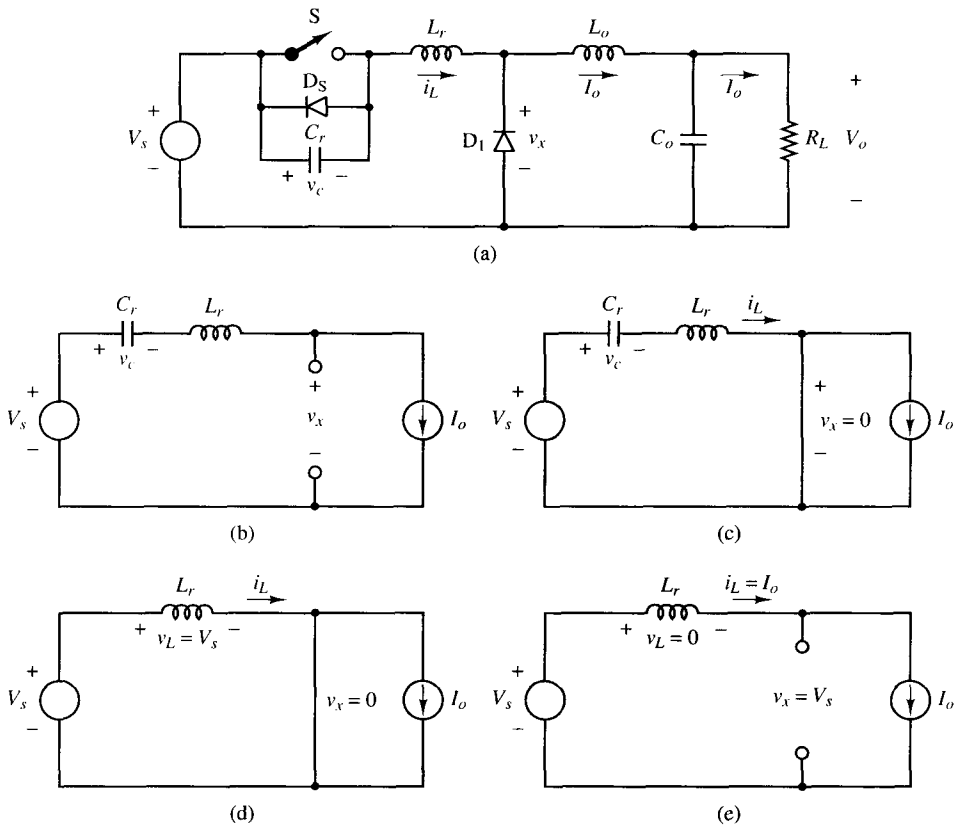 S
L_r
L_o
i_L
I_o
I_o
D_S
C_r
+ v_c −
+
V_s
−
D_1
+
v_x
−
C_o
R_L
+
V_o
−
(a)
C_r
L_r
+ v_c −
+
V_s
−
+
v_x
−
I_o
(b)
C_r
L_r
i_L
+ v_c −
+
V_s
−
+
v_x = 0
−
I_o
(c)
L_r
i_L
+ v_L = V_s −
+
V_s
−
v_x = 0
I_o
(d)
L_r
i_L = I_o
+ v_L = 0 −
+
V_s
−
v_x = V_s
I_o
(e)